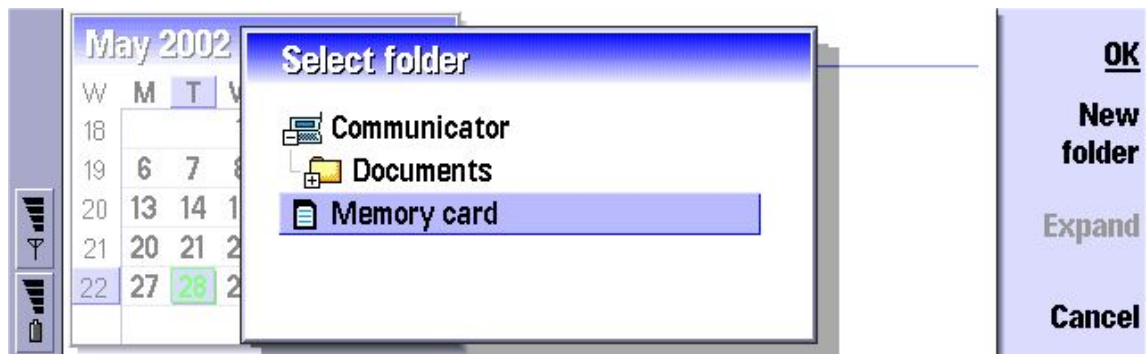 May 2002
W M T
18
19 6 7
20 13 14
21 20 21
22 27 28
Select folder
Communicator
Documents
Memory card
OK
New
folder
Expand
Cancel